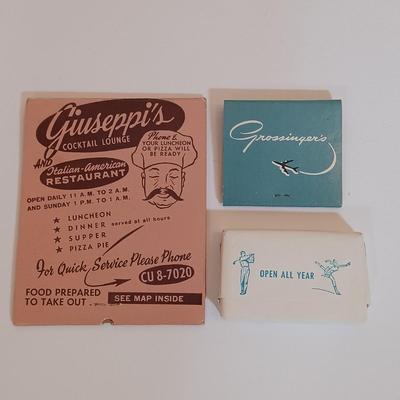 Giuseppi's
COCKTAIL LOUNGE
AND
Italian-American
RESTAURANT
Phone &
YOUR LUNCHEON
OR PIZZA WILL
BE READY
OPEN DAILY 11 A.M. TO 2 A.M.
AND SUNDAY 1 P.M. TO 1 A.M.
★ LUNCHEON
★ DINNER served at all hours
★ SUPPER
★ PIZZA PIE
For Quick Service Please Phone
CU 8-7020
FOOD PREPARED
TO TAKE OUT
SEE MAP INSIDE
Grossinger's
OPEN ALL YEAR